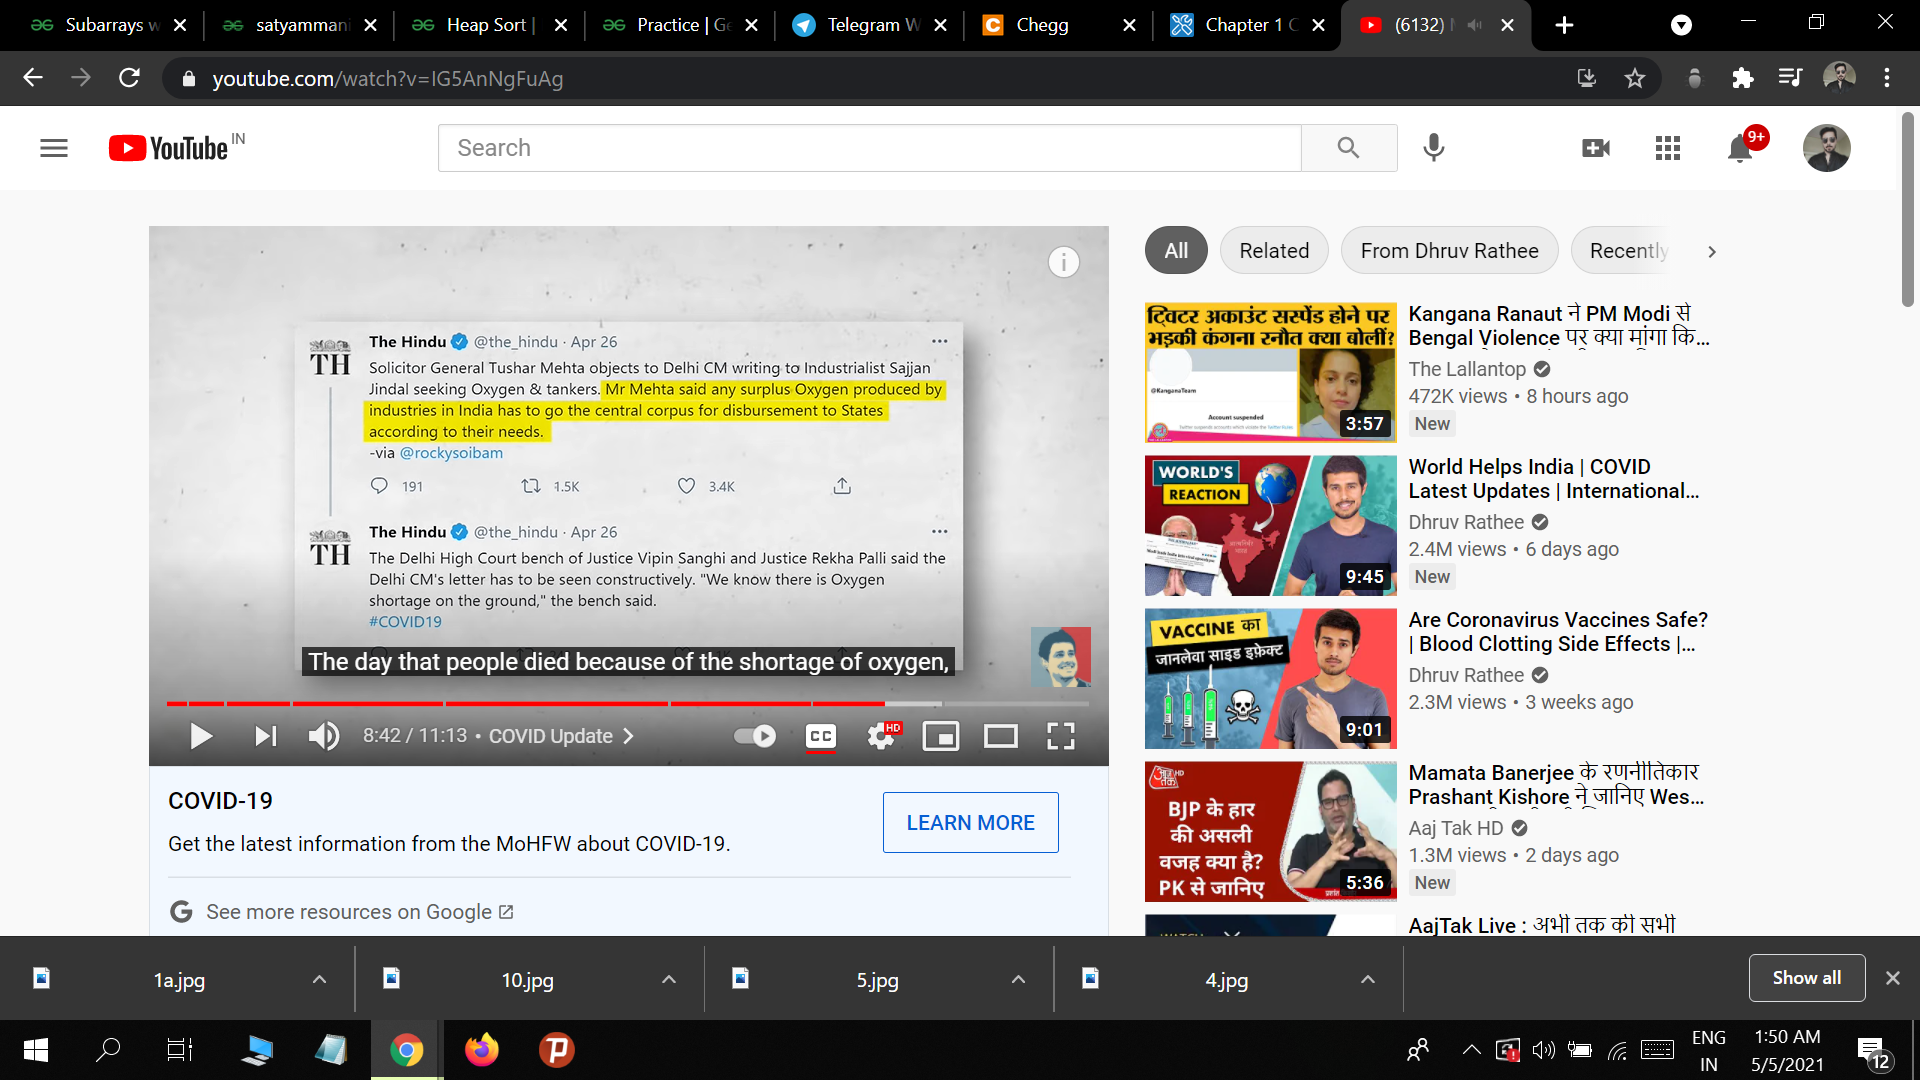 Subarrays w
satyammani
Heap Sort |
Practice | Ge
Telegram W
Chegg
Chapter 1 C
(6132)
youtube.com/watch?v=IG5AnNgFuAg
YouTube IN
Search
9+
The Hindu @the_hindu · Apr 26
Solicitor General Tushar Mehta objects to Delhi CM writing to Industrialist Sajjan
Jindal seeking Oxygen & tankers. Mr Mehta said any surplus Oxygen produced by
industries in India has to go the central corpus for disbursement to States
according to their needs.
-via @rockysoibam
191 1.5K 3.4K
The Hindu @the_hindu · Apr 26
The Delhi High Court bench of Justice Vipin Sanghi and Justice Rekha Palli said the
Delhi CM's letter has to be seen constructively. "We know there is Oxygen
shortage on the ground," the bench said.
#COVID19
TH
TH
The day that people died because of the shortage of oxygen,
8:42 / 11:13 • COVID Update
CC
HD
COVID-19
Get the latest information from the MoHFW about COVID-19.
LEARN MORE
See more resources on Google
All
Related
From Dhruv Rathee
Recently
ट्विटर अकाउंट सस्पेंड होने पर
भड़की कंगना रनौत क्या बोलीं?
@KanganaTeam
Account suspended
3:57
Kangana Ranaut ने PM Modi से
Bengal Violence पर क्या मांगा कि...
The Lallantop
472K views • 8 hours ago
New
WORLD'S
REACTION
9:45
World Helps India | COVID
Latest Updates | International...
Dhruv Rathee
2.4M views • 6 days ago
New
VACCINE का
जानलेवा साइड इफ़ेक्ट
9:01
Are Coronavirus Vaccines Safe?
| Blood Clotting Side Effects |...
Dhruv Rathee
2.3M views • 3 weeks ago
आज तक HD
BJP के हार
की असली
वजह क्या है?
PK से जानिए
5:36
Mamata Banerjee के रणनीतिकार
Prashant Kishore ने जानिए Wes...
Aaj Tak HD
1.3M views • 2 days ago
New
AajTak Live : अभी तक की सभी
1a.jpg
10.jpg
5.jpg
4.jpg
Show all
ENG
IN
1:50 AM
5/5/2021
12